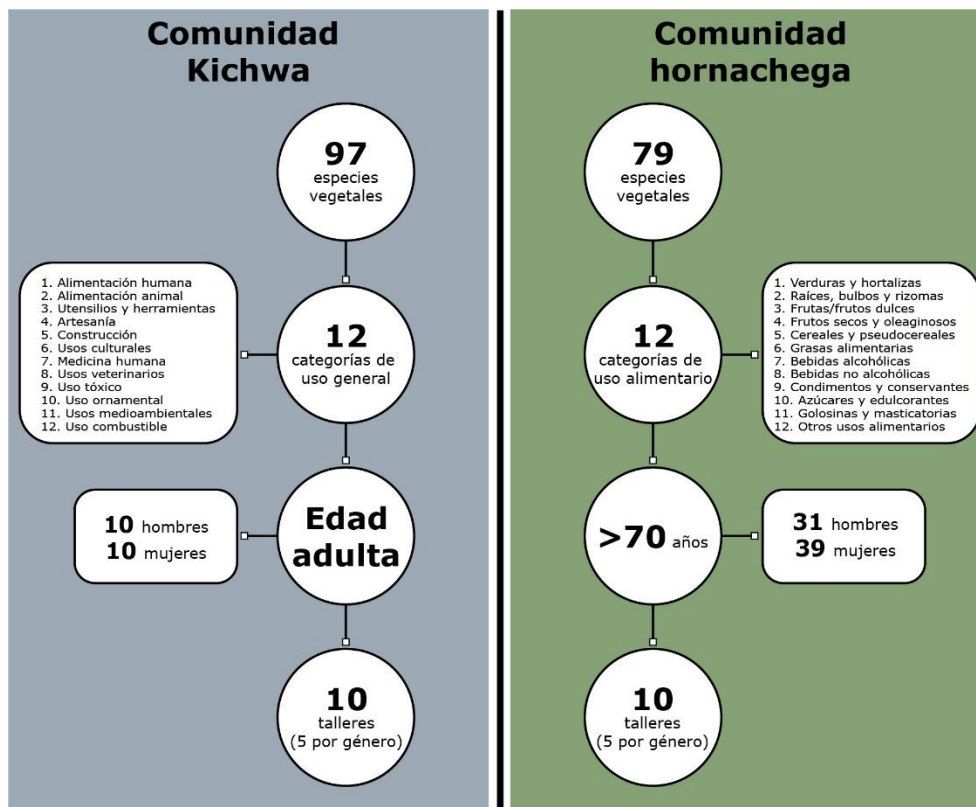 Comunidad
Kichwa
97
especies
vegetales
1. Alimentación humana
2. Alimentación animal
3. Utensilios y herramientas
4. Artesanía
5. Construcción
6. Usos culturales
7. Medicina humana
8. Usos veterinarios
9. Uso tóxico
10. Uso ornamental
11. Usos medioambientales
12. Uso combustible
12
categorías de
uso general
10 hombres
10 mujeres
Edad
adulta
10
talleres
(5 por género)
Comunidad
hornachega
79
especies
vegetales
12
categorías de
uso alimentario
1. Verduras y hortalizas
2. Raíces, bulbos y rizomas
3. Frutas/frutos dulces
4. Frutos secos y oleaginosos
5. Cereales y pseudocereales
6. Grasas alimentarias
7. Bebidas alcohólicas
8. Bebidas no alcohólicas
9. Condimentos y conservantes
10. Azúcares y edulcorantes
11. Golosinas y masticatorias
12. Otros usos alimentarios
>70 años
31 hombres
39 mujeres
10
talleres
(5 por género)